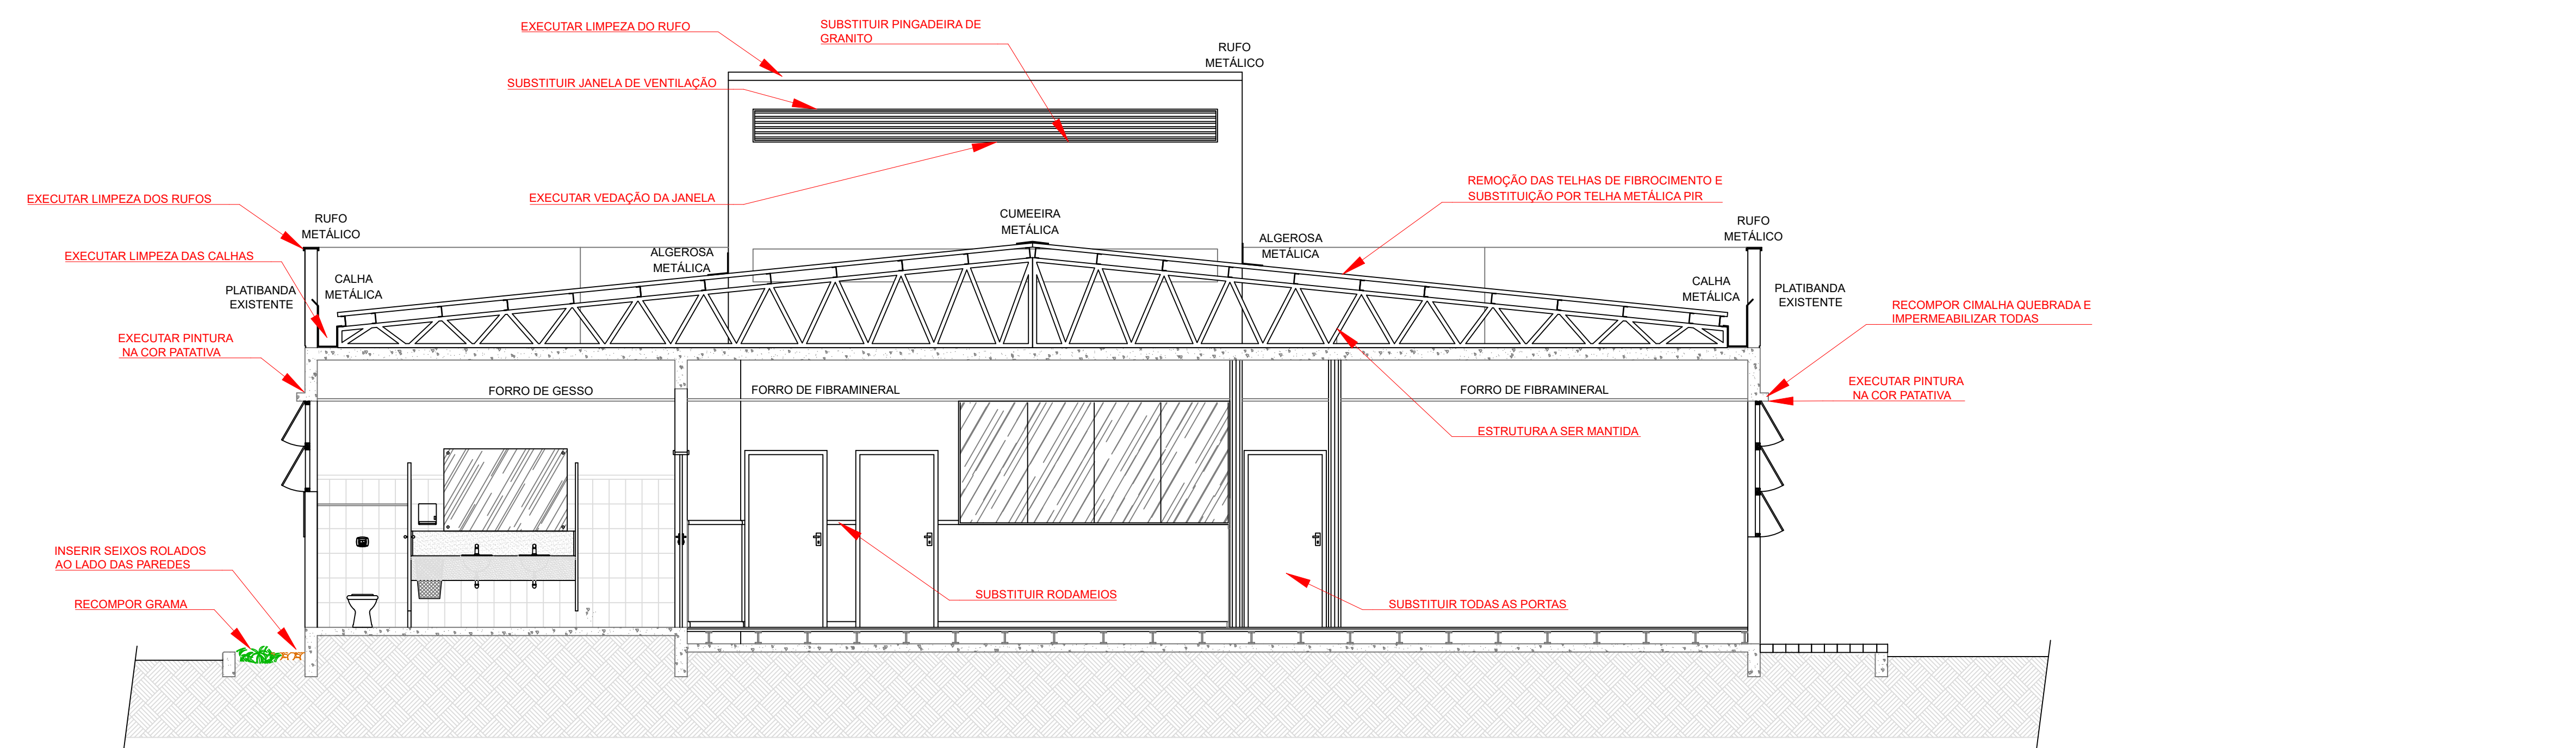 EXECUTAR LIMPEZA DO RUFO
SUBSTITUIR PINGADEIRA DE
GRANITO
RUFO
METÁLICO
SUBSTITUIR JANELA DE VENTILAÇÃO
EXECUTAR VEDAÇÃO DA JANELA
REMOÇÃO DAS TELHAS DE FIBROCIMENTO E
SUBSTITUIÇÃO POR TELHA METÁLICA PIR
EXECUTAR LIMPEZA DOS RUFOS
RUFO
METÁLICO
CUMEEIRA
METÁLICA
RUFO
METÁLICO
EXECUTAR LIMPEZA DAS CALHAS
ALGEROSA
METÁLICA
ALGEROSA
METÁLICA
CALHA
METÁLICA
CALHA
METÁLICA
PLATIBANDA
EXISTENTE
PLATIBANDA
EXISTENTE
RECOMPOR CIMALHA QUEBRADA E
IMPERMEABILIZAR TODAS
EXECUTAR PINTURA
NA COR PATATIVA
FORRO DE GESSO
FORRO DE FIBRAMINERAL
FORRO DE FIBRAMINERAL
EXECUTAR PINTURA
NA COR PATATIVA
ESTRUTURA A SER MANTIDA
INSERIR SEIXOS ROLADOS
AO LADO DAS PAREDES
RECOMPOR GRAMA
SUBSTITUIR RODAMEIOS
SUBSTITUIR TODAS AS PORTAS